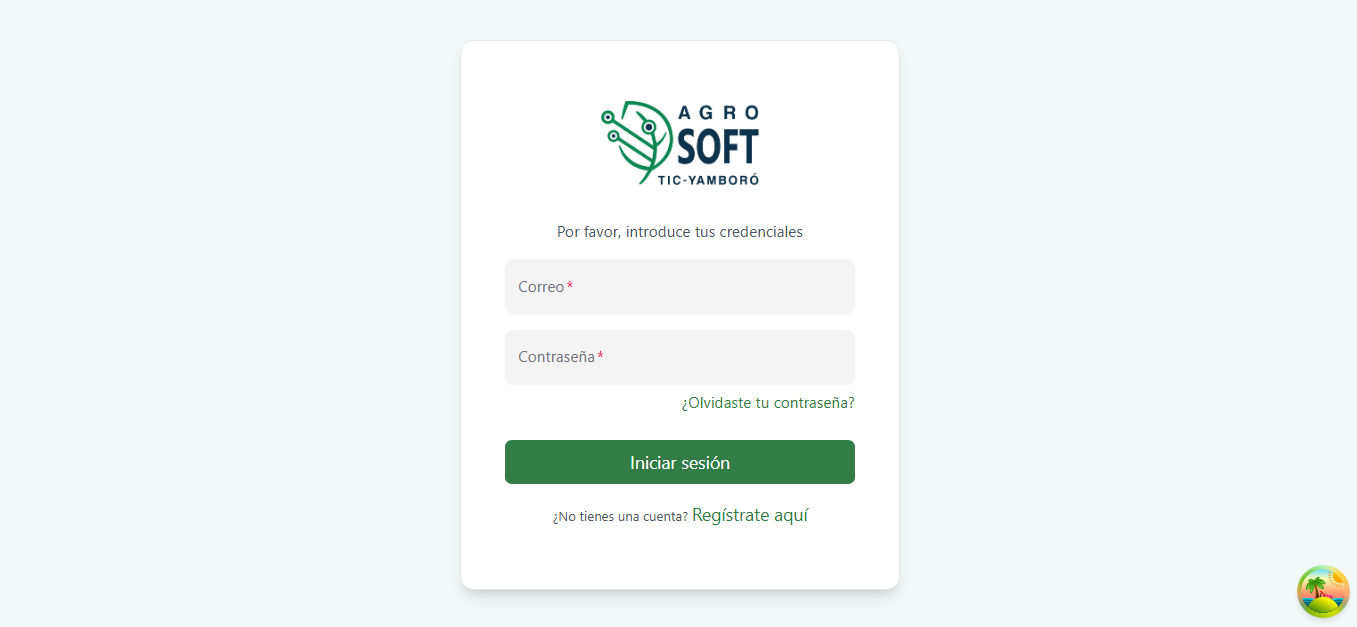 AGRO
SOFT
TIC-YAMBORÓ
Por favor, introduce tus credenciales
Correo*
Contraseña*
¿Olvidaste tu contraseña?
Iniciar sesión
¿No tienes una cuenta? Regístrate aquí